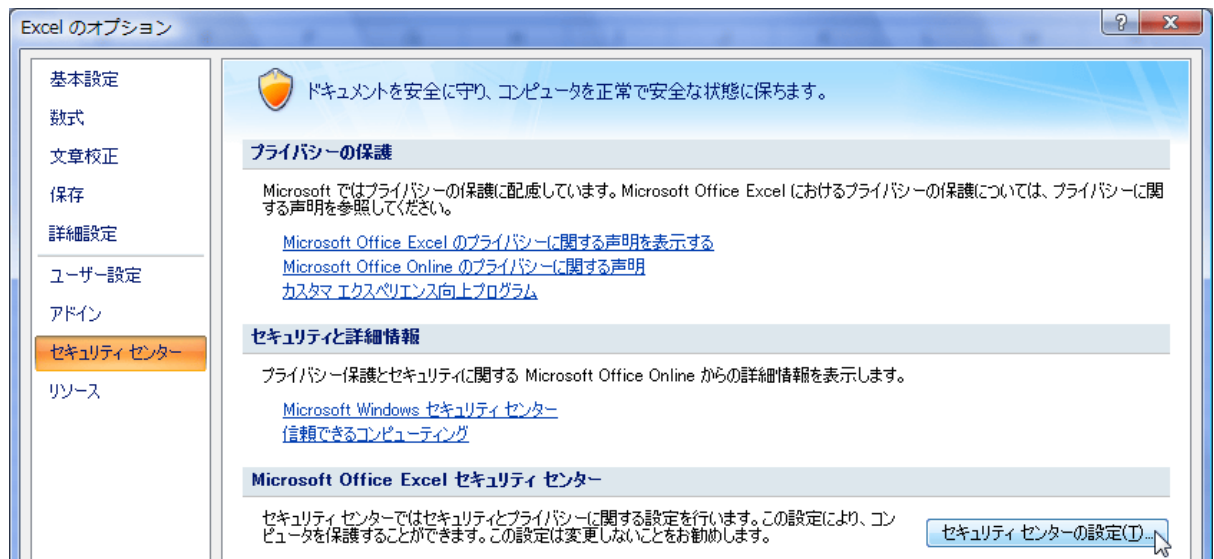 Excel のオプション
基本設定
数式
文章校正
保存
詳細設定
ユーザー設定
アドイン
セキュリティ センター
リソース
ドキュメントを安全に守り、コンピュータを正常で安全な状態に保ちます。
プライバシーの保護
Microsoft ではプライバシーの保護に配慮しています。Microsoft Office Excel におけるプライバシーの保護については、プライバシーに関
する声明を参照してください。
Microsoft Office Excel のプライバシーに関する声明を表示する
Microsoft Office Online のプライバシーに関する声明
カスタマ エクスペリエンス向上プログラム
セキュリティと詳細情報
プライバシー保護とセキュリティに関する Microsoft Office Online からの詳細情報を表示します。
Microsoft Windows セキュリティ センター
信頼できるコンピューティング
Microsoft Office Excel セキュリティ センター
セキュリティ センターではセキュリティとプライバシーに関する設定を行います。この設定により、コン
ピュータを保護することができます。この設定は変更しないことをお勧めします。
セキュリティ センターの設定(T)...